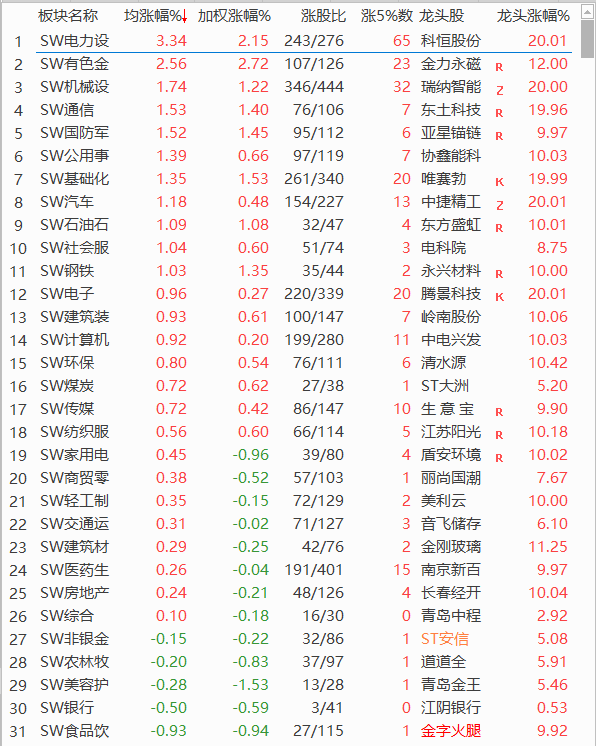 板块名称 均涨幅%↓ 加权涨幅% 涨股比 涨5%数 龙头股 龙头涨幅%
1 SW电力设 3.34 2.15 243/276 65 科恒股份 20.01
2 SW有色金 2.56 2.72 107/126 23 金力永磁 R 12.00
3 SW机械设 1.74 1.22 346/444 32 瑞纳智能 Z 20.00
4 SW通信 1.53 1.40 76/106 7 东土科技 R 19.96
5 SW国防军 1.52 1.45 95/112 6 亚星锚链 R 9.97
6 SW公用事 1.39 0.66 97/119 7 协鑫能科 10.03
7 SW基础化 1.35 1.53 261/340 20 唯赛勃 K 19.99
8 SW汽车 1.18 0.48 154/227 13 中捷精工 Z 20.01
9 SW石油石 1.09 1.08 32/47 4 东方盛虹 R 10.01
10 SW社会服 1.04 0.60 51/74 3 电科院 8.75
11 SW钢铁 1.03 1.35 35/44 2 永兴材料 R 10.00
12 SW电子 0.96 0.27 220/339 20 腾景科技 K 20.01
13 SW建筑装 0.93 0.61 100/147 7 岭南股份 10.06
14 SW计算机 0.92 0.20 199/280 11 中电兴发 10.03
15 SW环保 0.80 0.54 76/111 6 清水源 10.42
16 SW煤炭 0.72 0.62 27/38 1 ST大洲 5.20
17 SW传媒 0.72 0.42 86/147 10 生 意 宝 R 9.90
18 SW纺织服 0.56 0.60 66/114 5 江苏阳光 R 10.18
19 SW家用电 0.45 -0.96 39/80 4 盾安环境 R 10.02
20 SW商贸零 0.38 -0.52 57/103 1 丽尚国潮 7.67
21 SW轻工制 0.35 -0.15 72/129 2 美利云 10.00
22 SW交通运 0.31 -0.02 71/127 3 音飞储存 6.10
23 SW建筑材 0.29 -0.25 42/76 2 金刚玻璃 11.25
24 SW医药生 0.26 -0.04 191/401 15 南京新百 9.97
25 SW房地产 0.24 -0.21 48/126 4 长春经开 10.04
26 SW综合 0.10 -0.18 16/30 0 青岛中程 2.92
27 SW非银金 -0.15 -0.22 32/86 1 ST安信 5.08
28 SW农林牧 -0.20 -0.83 37/97 1 道道全 5.91
29 SW美容护 -0.28 -1.53 13/28 1 青岛金王 5.46
30 SW银行 -0.50 -0.59 3/41 0 江阴银行 0.53
31 SW食品饮 -0.93 -0.94 27/115 1 金字火腿 9.92